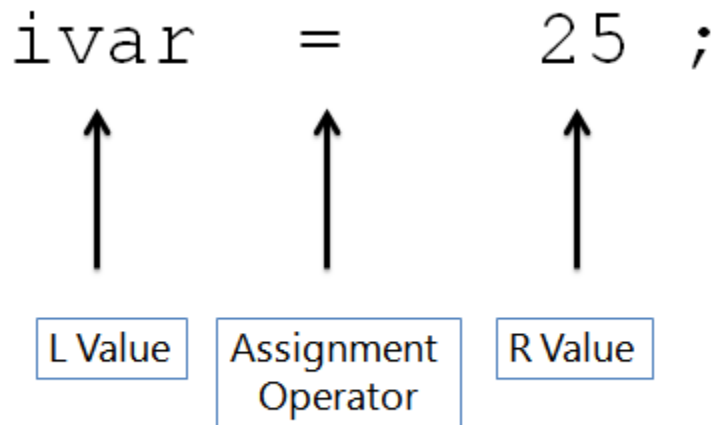 ivar = 25 ;
L Value
Assignment
Operator
R Value